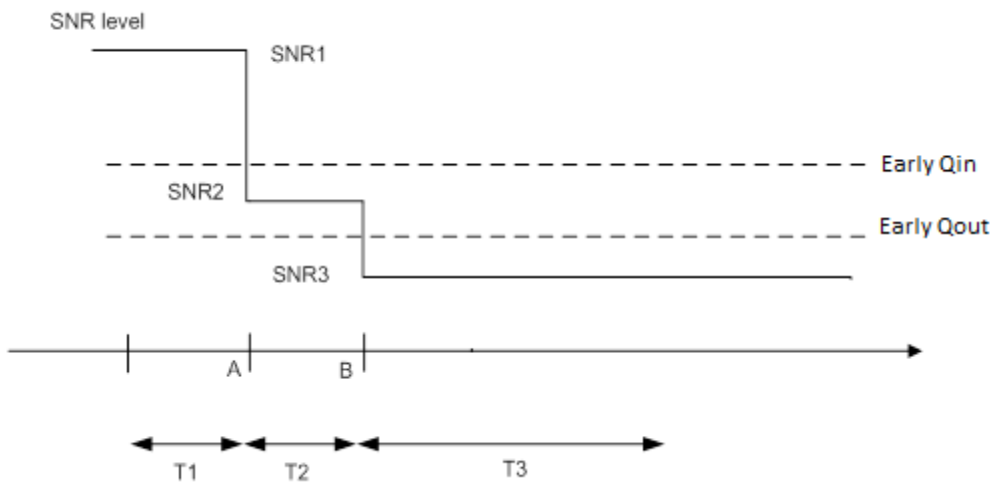 SNR level
SNR1
Early Qin
SNR2
Early Qout
SNR3
A
B
T1
T2
T3